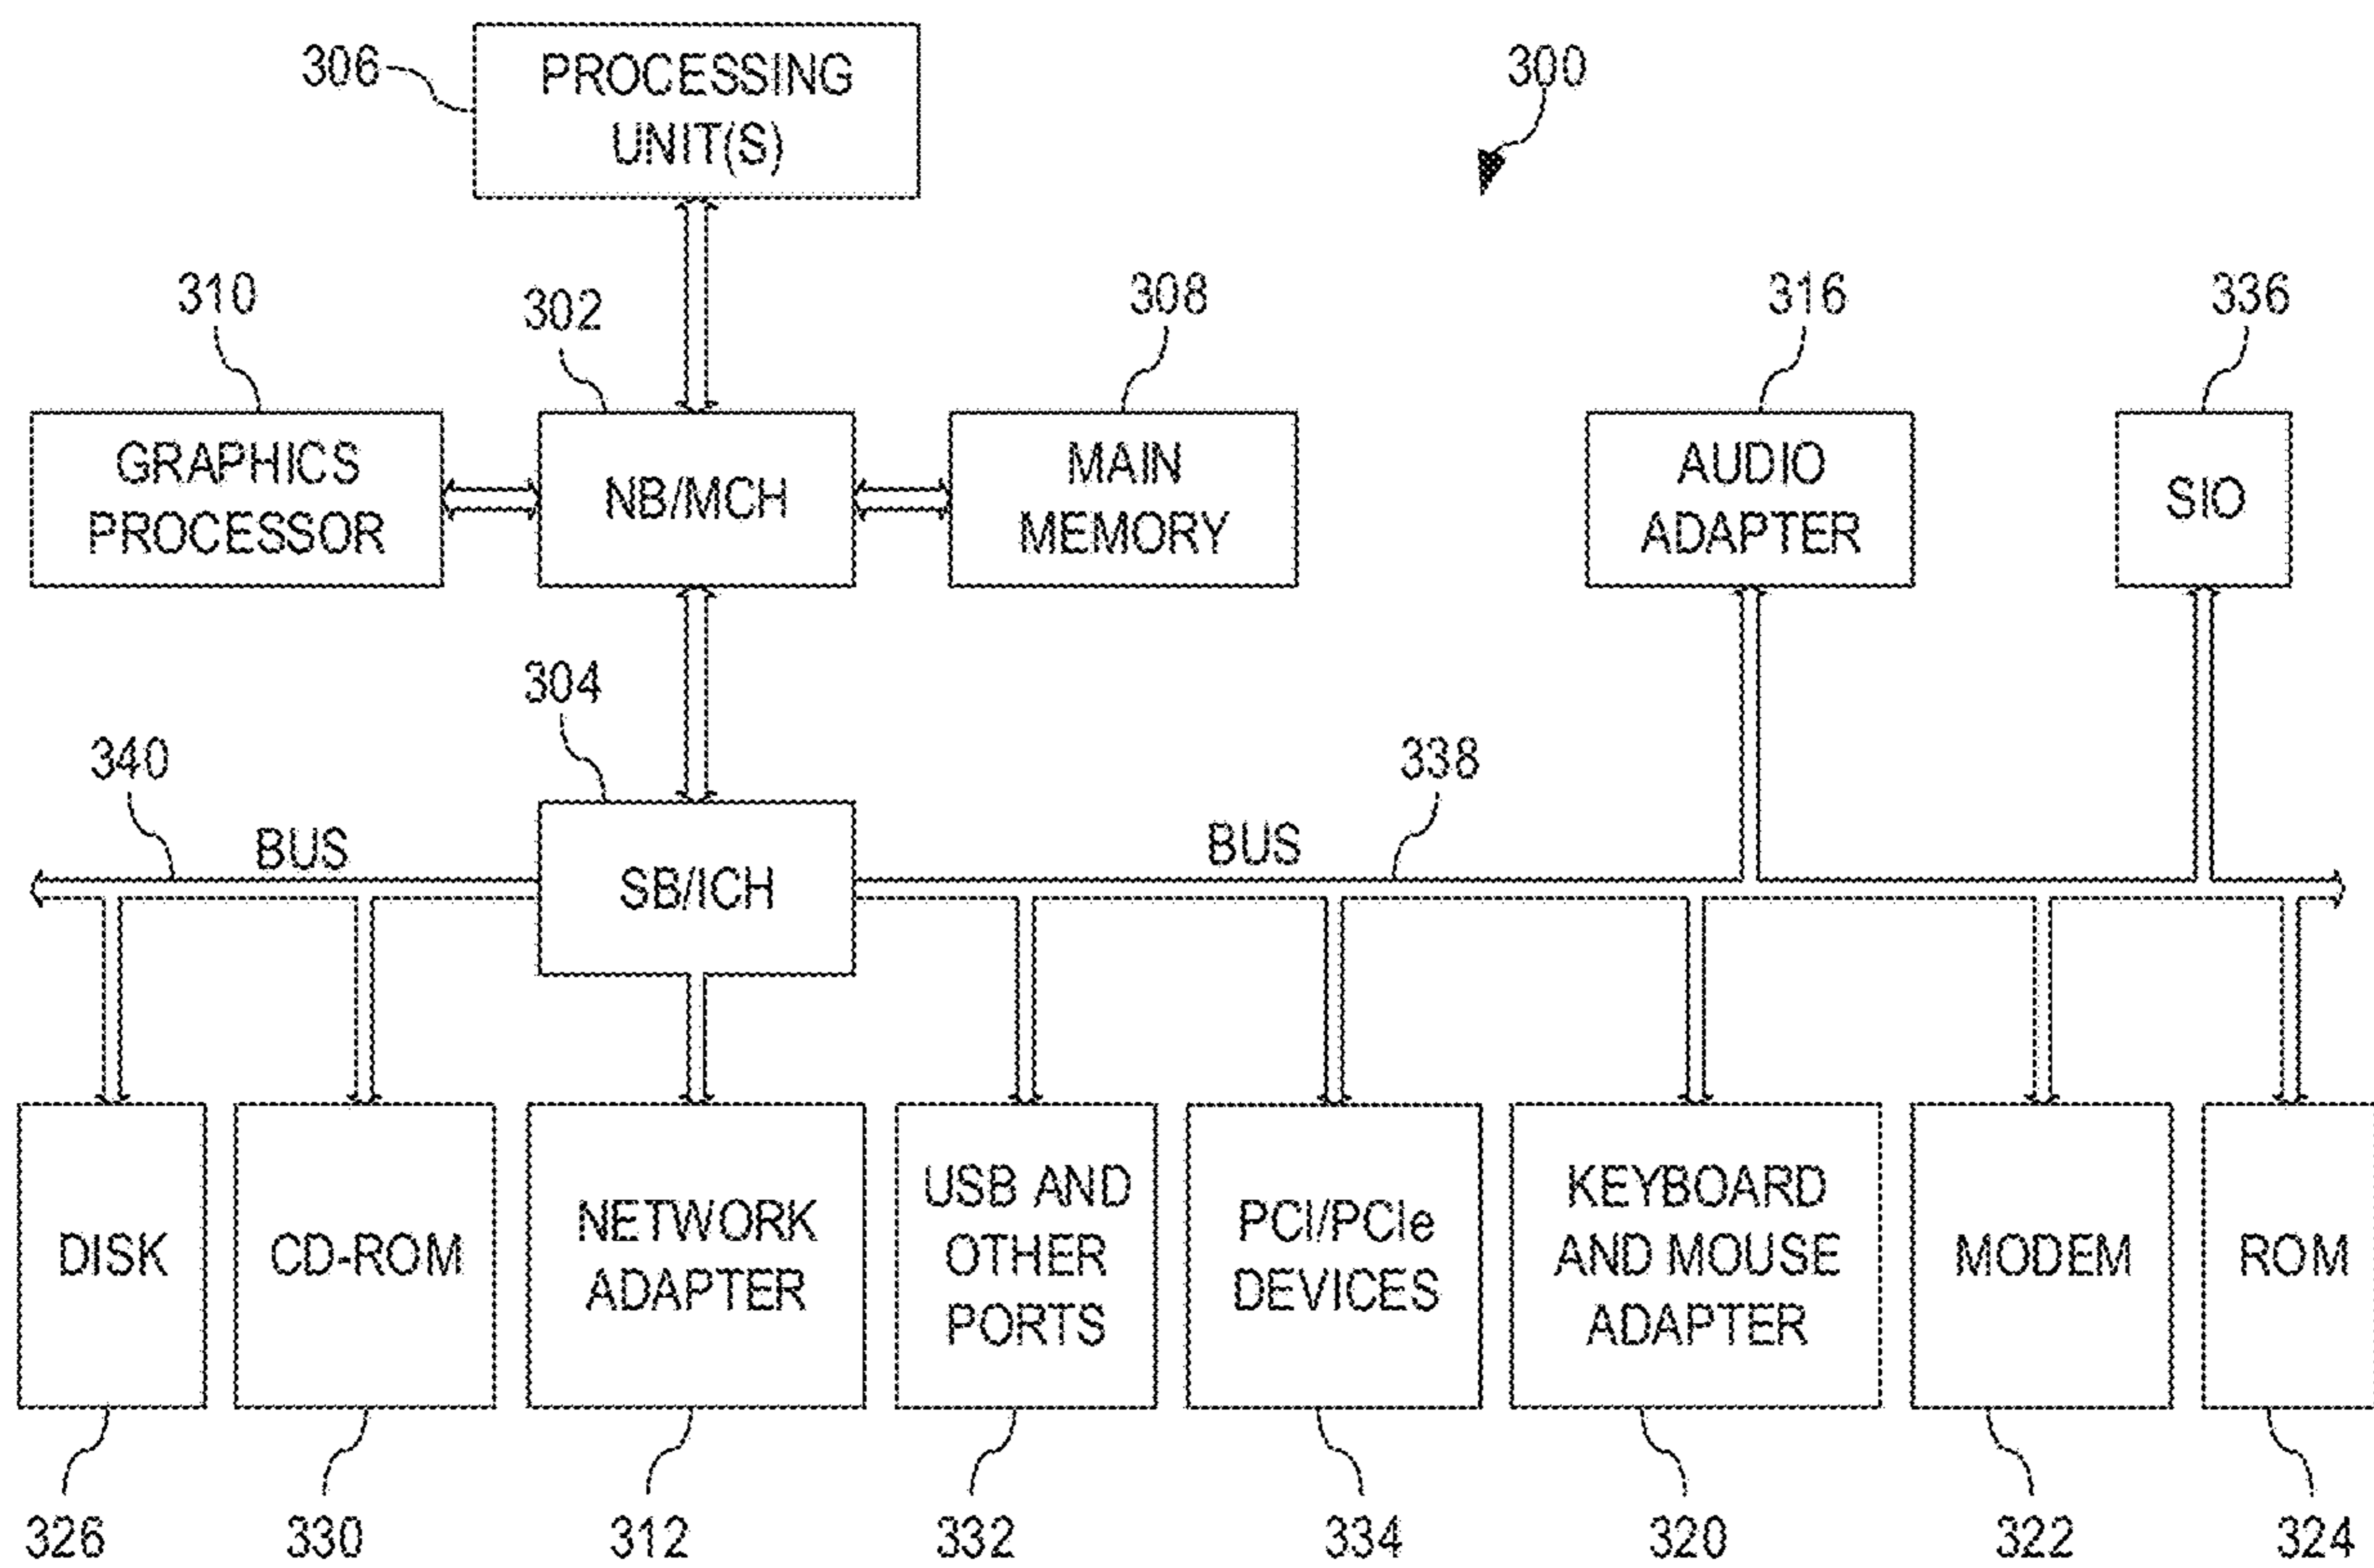 306
PROCESSING
UNIT(S)
300
310
302
308
316
336
GRAPHICS
PROCESSOR
NB/MCH
MAIN
MEMORY
AUDIO
ADAPTER
SIO
304
340
338
BUS
SB/ICH
BUS
DISK
CD-ROM
NETWORK
ADAPTER
USB AND
OTHER
PORTS
PCI/PCIe
DEVICES
KEYBOARD
AND MOUSE
ADAPTER
MODEM
ROM
326
330
312
332
334
320
322
324